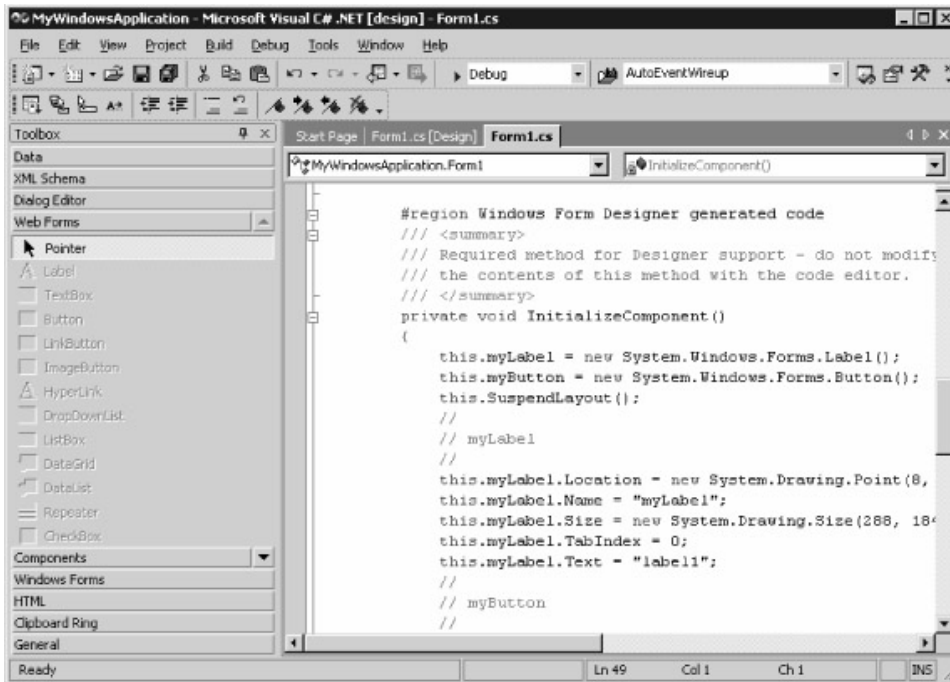 MyWindowsApplication - Microsoft Visual C# .NET [design] - Form1.cs
File Edit View Project Build Debug Tools Window Help
Debug AutoEventWireup
Toolbox
Data
XML Schema
Dialog Editor
Web Forms
Pointer
Label
TextBox
Button
LinkButton
ImageButton
HyperLink
DropDownList
ListBox
DataGrid
DataList
Repeater
CheckBox
Components
Windows Forms
HTML
Clipboard Ring
General
Start Page Form1.cs [Design] Form1.cs
MyWindowsApplication.Form1 InitializeComponent()
#region Windows Form Designer generated code
/// <summary>
/// Required method for Designer support - do not modify
/// the contents of this method with the code editor.
/// </summary>
private void InitializeComponent()
{
this.myLabel = new System.Windows.Forms.Label();
this.myButton = new System.Windows.Forms.Button();
this.SuspendLayout();
//
// myLabel
//
this.myLabel.Location = new System.Drawing.Point(8,
this.myLabel.Name = "myLabel";
this.myLabel.Size = new System.Drawing.Size(288, 184
this.myLabel.TabIndex = 0;
this.myLabel.Text = "label1";
//
// myButton
//
Ready Ln 49 Col 1 Ch 1 INS